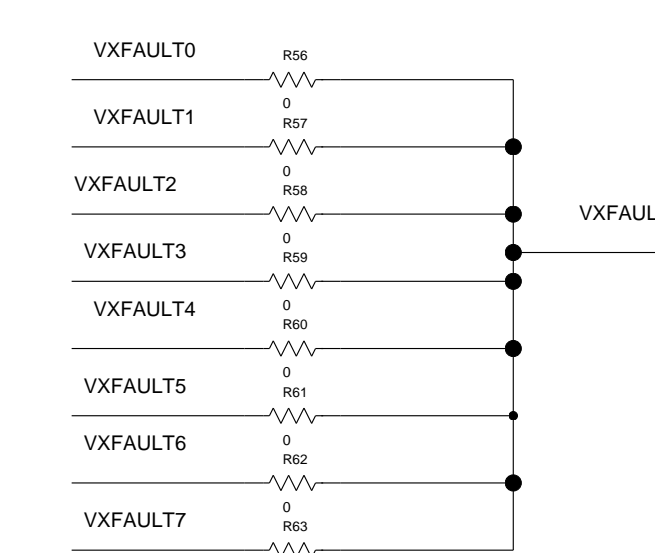 VXFAULT0
R56
0
VXFAULT1
R57
0
VXFAULT2
R58
VXFAUL
0
VXFAULT3
R59
0
VXFAULT4
R60
0
VXFAULT5
R61
0
VXFAULT6
R62
0
VXFAULT7
R63